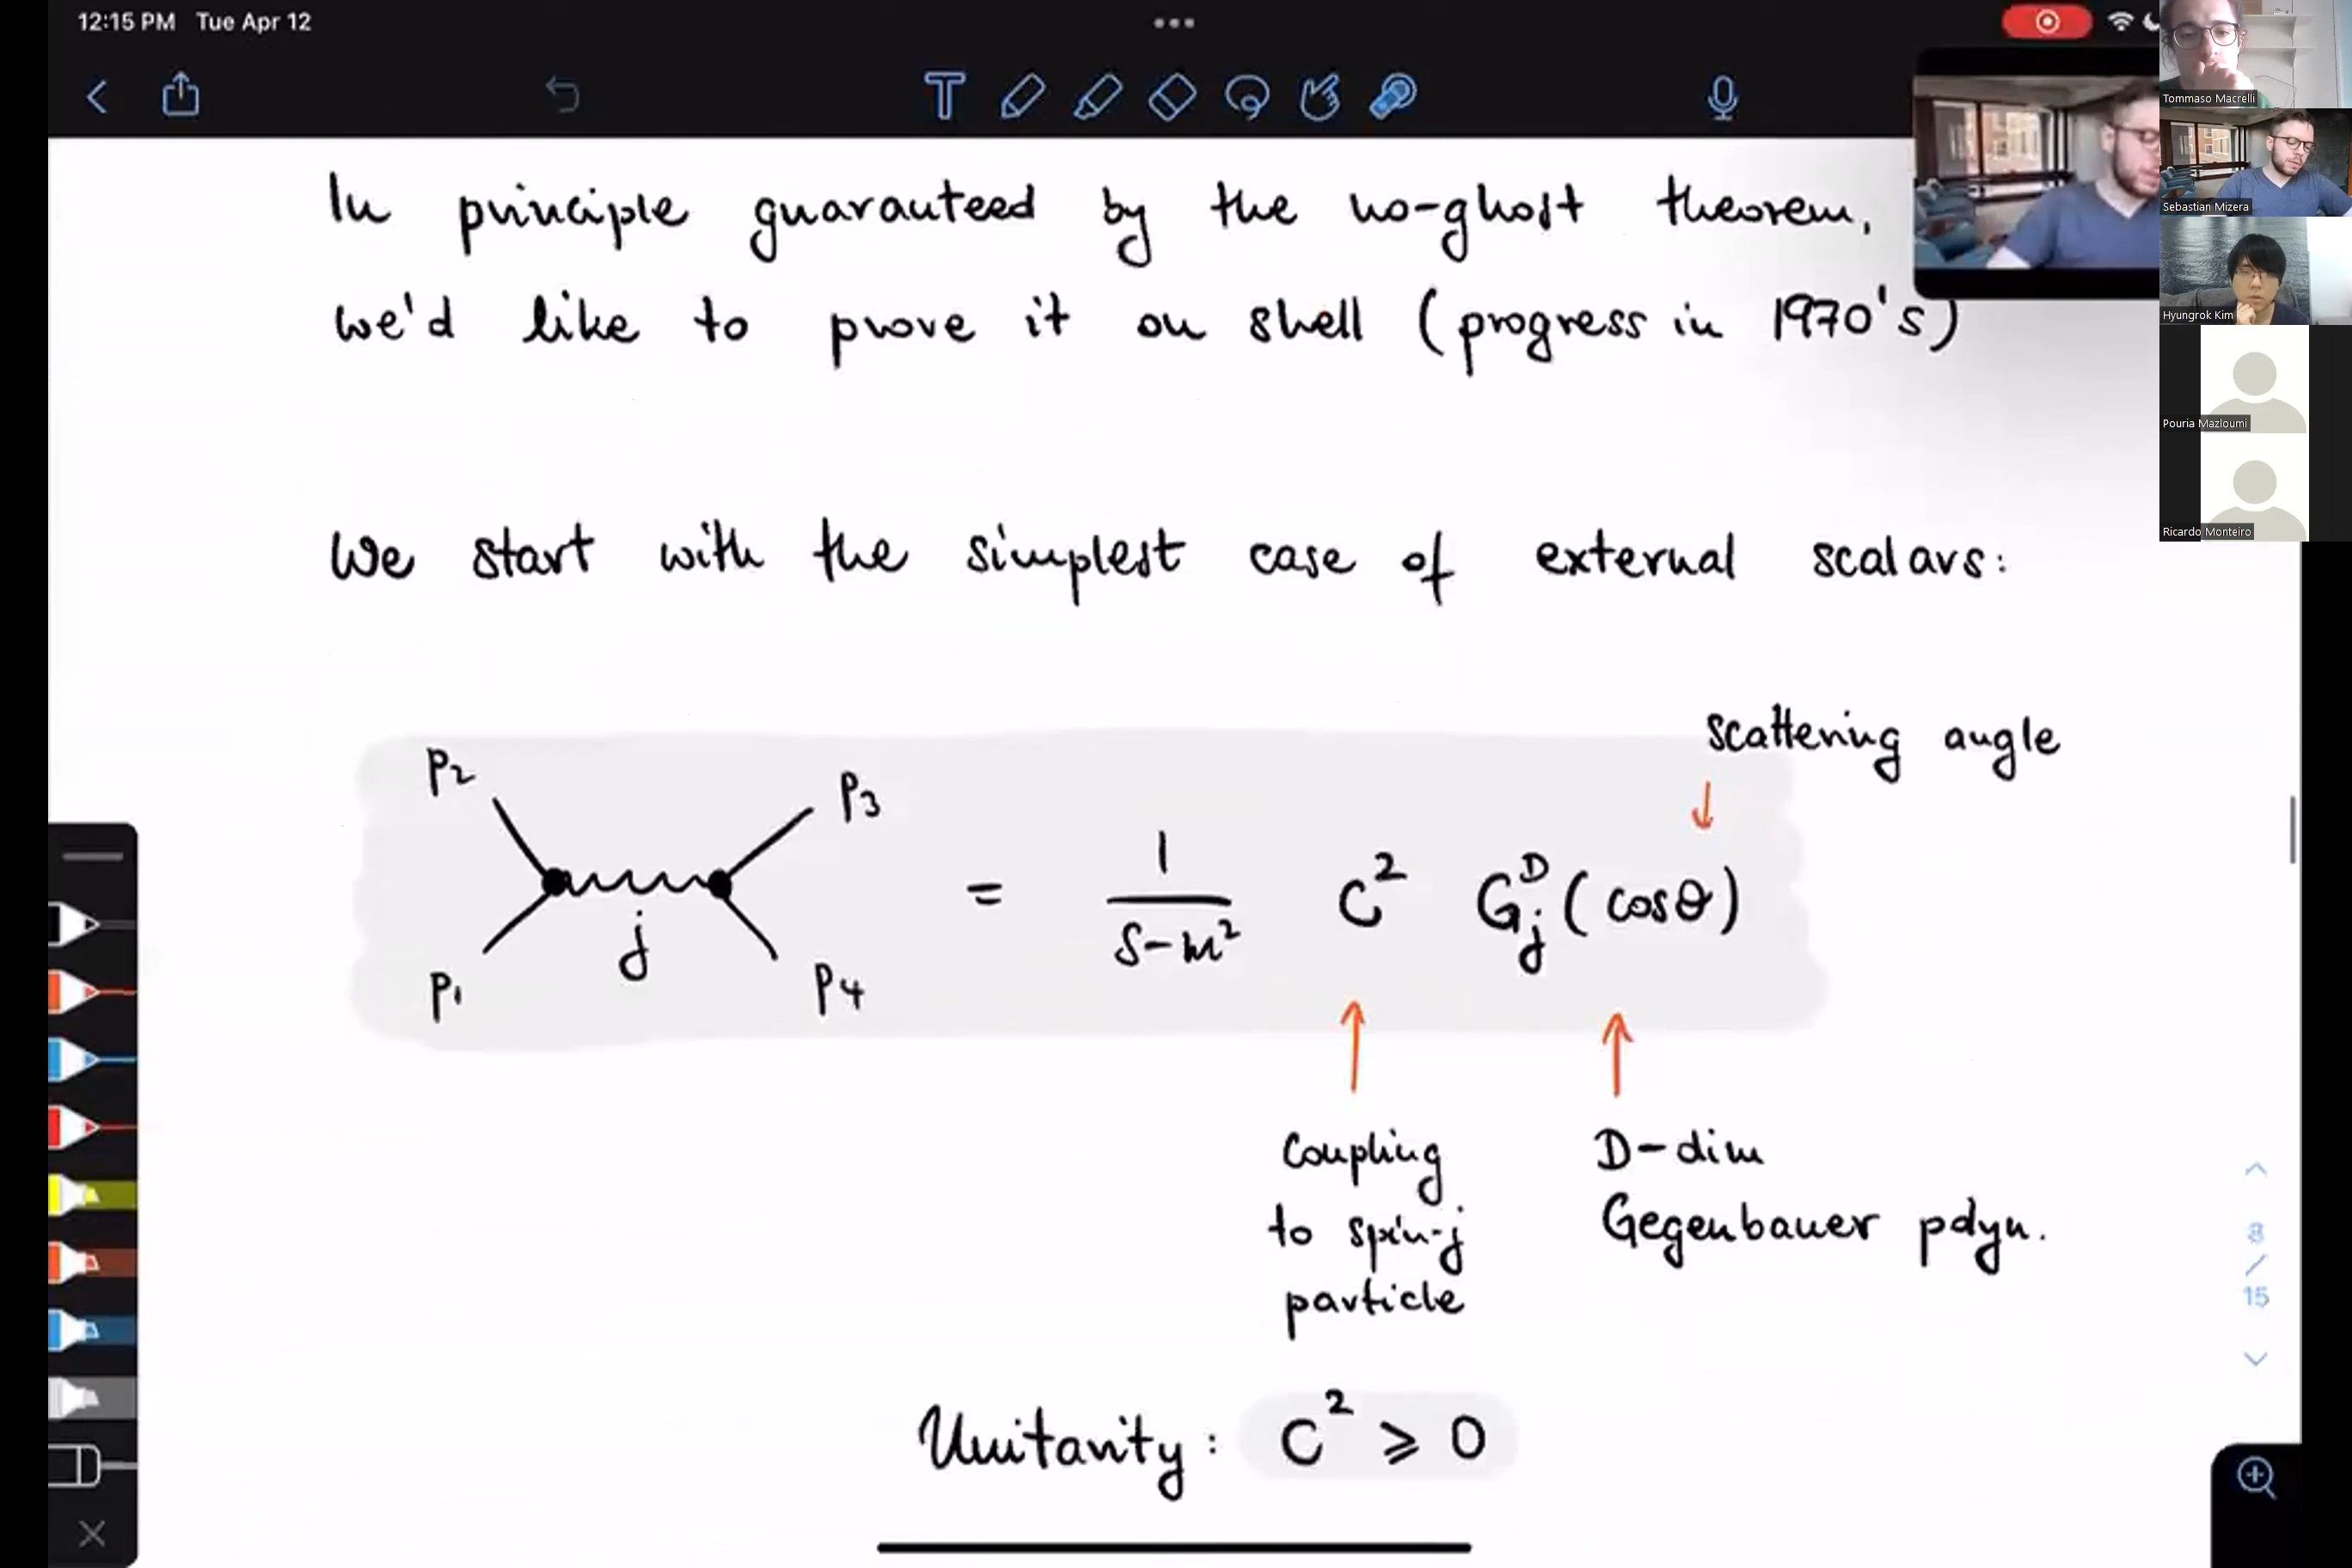 12:15 PM Tue Apr 12
Tommaso Macrelli
Sebastian Mizera
Hyungrok Kim
Pouria Mazloumi
Ricardo Monteiro
In principle guaranteed by the no-ghost theorem,
we'd like to prove it on shell (progress in 1970's)
We start with the simplest case of external scalars:
scattering angle
p2 p3
j
p1 p4
= 1/(s-m²) C² G_j^D (cosθ)
Coupling
to spin-j
particle
D-dim
Gegenbauer polyn.
Unitarity: C² ⩾ 0
8
/
15